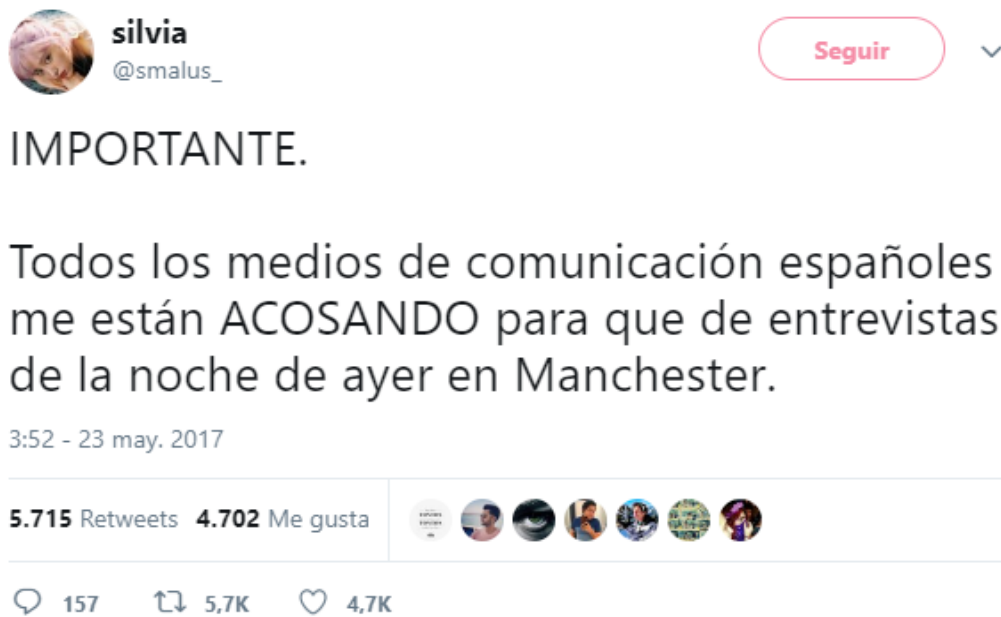 silvia
@smalus_
Seguir
IMPORTANTE.
Todos los medios de comunicación españoles
me están ACOSANDO para que de entrevistas
de la noche de ayer en Manchester.
3:52 - 23 may. 2017
5.715 Retweets 4.702 Me gusta
157 5,7K 4,7K